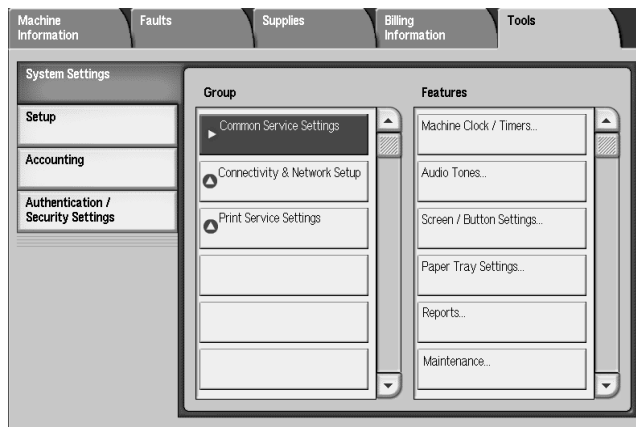 Machine
Information
Faults
Supplies
Billing
Information
Tools
System Settings
Setup
Accounting
Authentication /
Security Settings
Group
Common Service Settings
Connectivity & Network Setup
Print Service Settings
Features
Machine Clock / Timers...
Audio Tones...
Screen / Button Settings...
Paper Tray Settings...
Reports...
Maintenance...